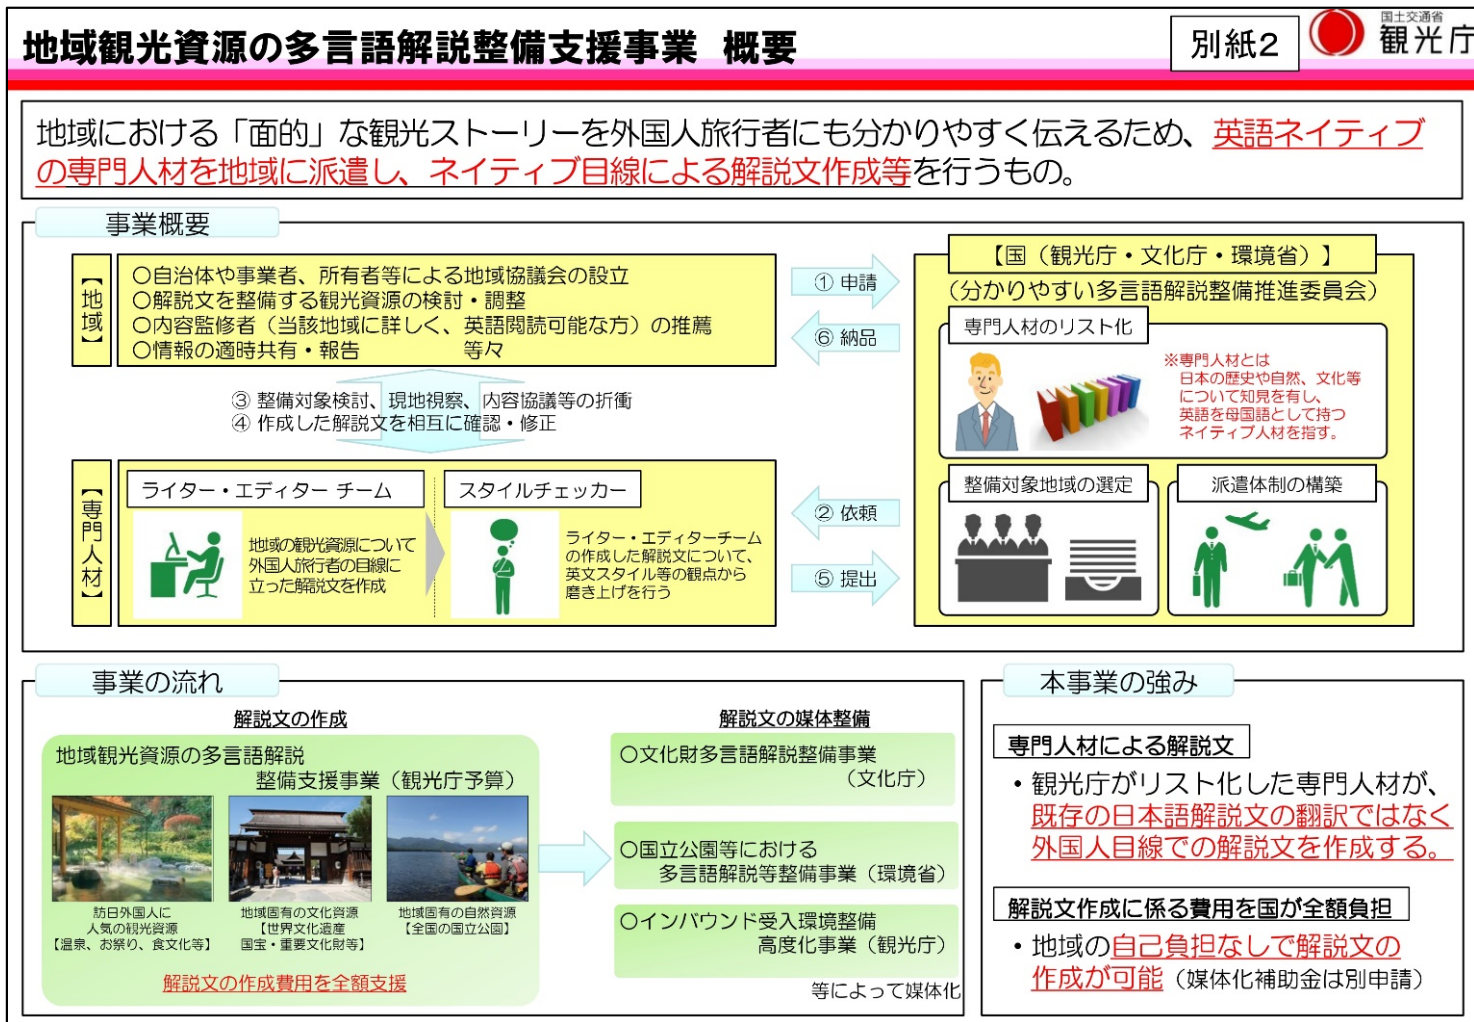 地域観光資源の多言語解説整備支援事業 概要
別紙2
国土交通省
観光庁
地域における「面的」な観光ストーリーを外国人旅行者にも分かりやすく伝えるため、英語ネイティブ
の専門人材を地域に派遣し、ネイティブ目線による解説文作成等を行うもの。
事業概要
【地域】
○自治体や事業者、所有者等による地域協議会の設立
○解説文を整備する観光資源の検討・調整
○内容監修者（当該地域に詳しく、英語閲読可能な方）の推薦
○情報の適時共有・報告 等々
① 申請
⑥ 納品
【国（観光庁・文化庁・環境省）】
（分かりやすい多言語解説整備推進委員会）
専門人材のリスト化
※専門人材とは
日本の歴史や自然、文化等
について知見を有し、
英語を母国語として持つ
ネイティブ人材を指す。
整備対象地域の選定
派遣体制の構築
③ 整備対象検討、現地視察、内容協議等の折衝
④ 作成した解説文を相互に確認・修正
【専門人材】
ライター・エディター チーム
地域の観光資源について
外国人旅行者の目線に
立った解説文を作成
スタイルチェッカー
ライター・エディターチーム
の作成した解説文について、
英文スタイル等の観点から
磨き上げを行う
② 依頼
⑤ 提出
事業の流れ
解説文の作成
地域観光資源の多言語解説
整備支援事業（観光庁予算）
訪日外国人に
人気の観光資源
【温泉、お祭り、食文化等】
地域固有の文化資源
【世界文化遺産
国宝・重要文化財等】
地域固有の自然資源
【全国の国立公園】
解説文の作成費用を全額支援
解説文の媒体整備
○文化財多言語解説整備事業
（文化庁）
○国立公園等における
多言語解説等整備事業（環境省）
○インバウンド受入環境整備
高度化事業（観光庁）
等によって媒体化
本事業の強み
専門人材による解説文
・観光庁がリスト化した専門人材が、
既存の日本語解説文の翻訳ではなく
外国人目線での解説文を作成する。
解説文作成に係る費用を国が全額負担
・地域の自己負担なしで解説文の
作成が可能（媒体化補助金は別申請）